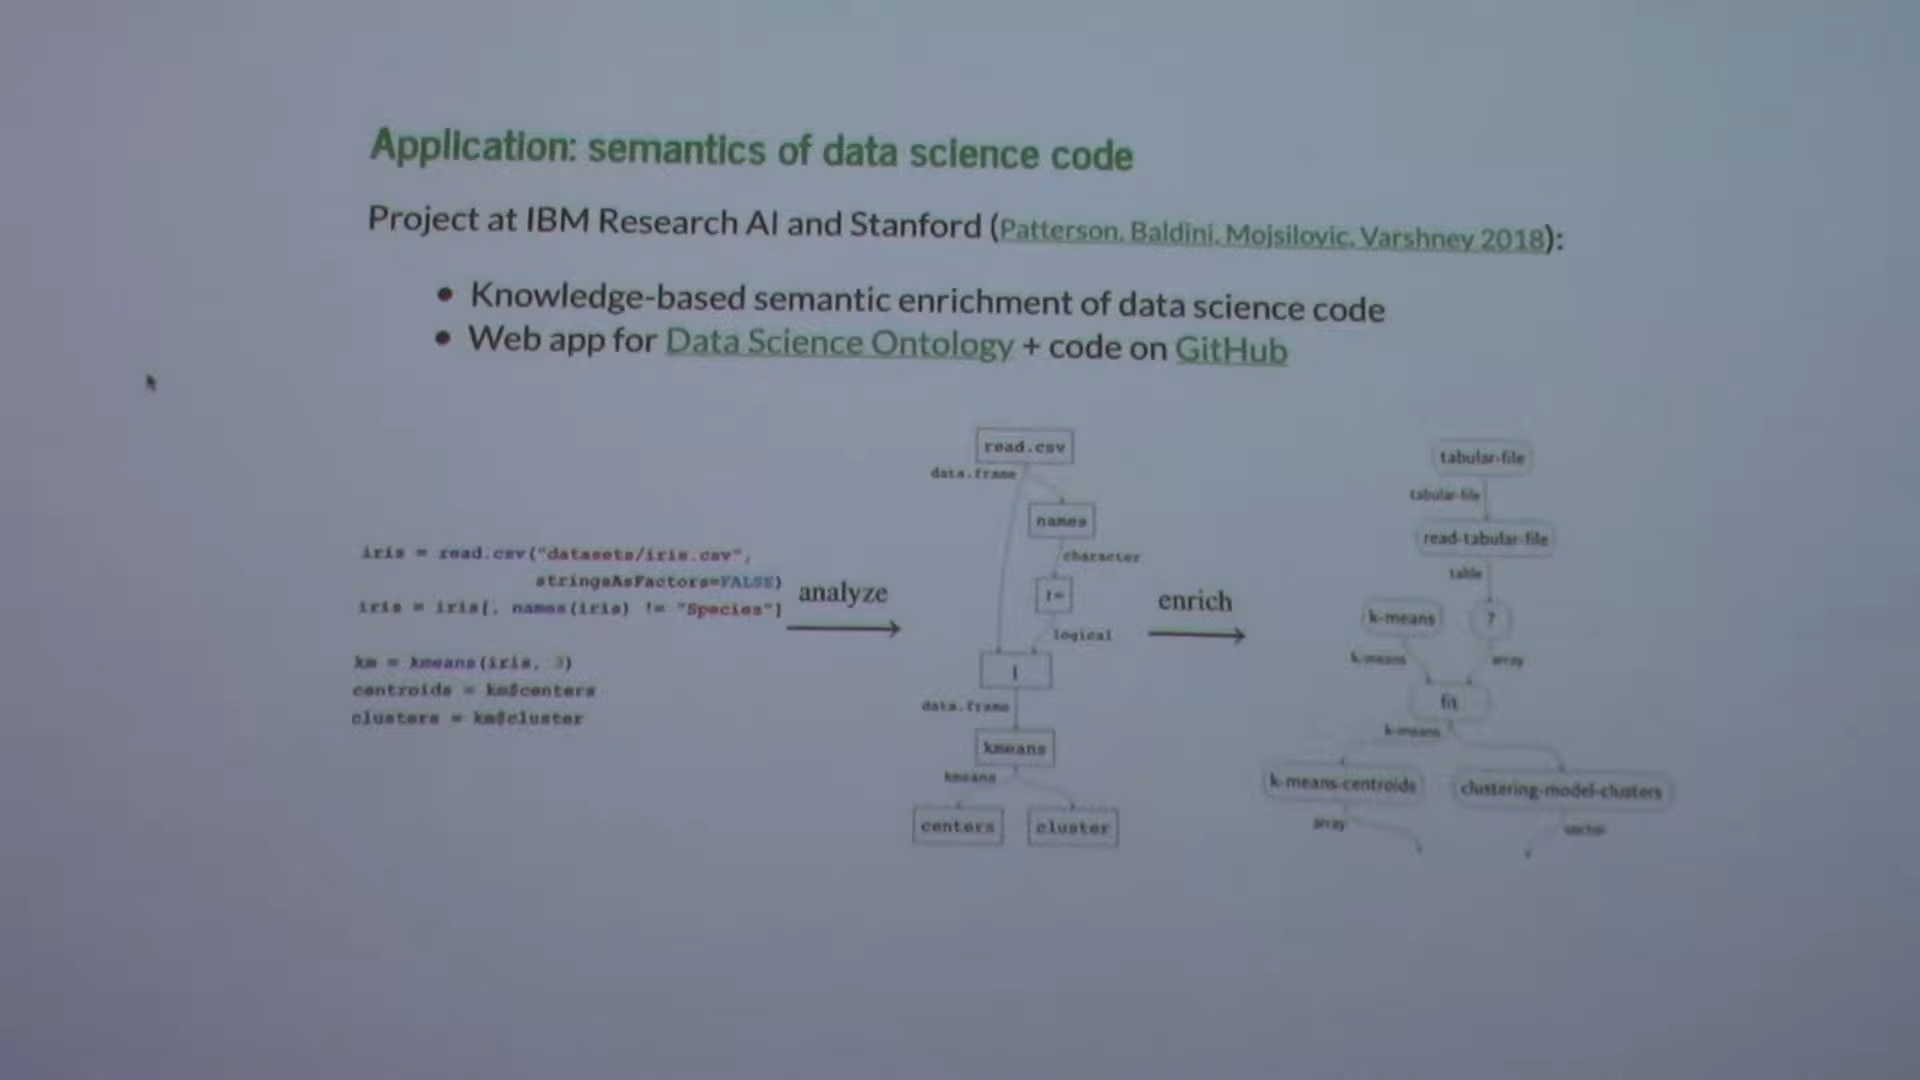 Application: semantics of data science code
Project at IBM Research AI and Stanford (Patterson, Baldini, Mojsilovic, Varshney 2018):
• Knowledge-based semantic enrichment of data science code
• Web app for Data Science Ontology + code on GitHub
iris = read.csv("datasets/iris.csv",
stringsAsFactors=FALSE)
iris = iris[, names(iris) != "Species"]
km = kmeans(iris, 3)
centroids = km$centers
clusters = km$cluster
analyze
read.csv
data.frame
names
character
!=
logical
[
data.frame
kmeans
kmeans
centers
cluster
enrich
tabular-file
tabular-file
read-tabular-file
table
k-means
?
k-means
array
fit
k-means
k-means-centroids
clustering-model-clusters
array
vector